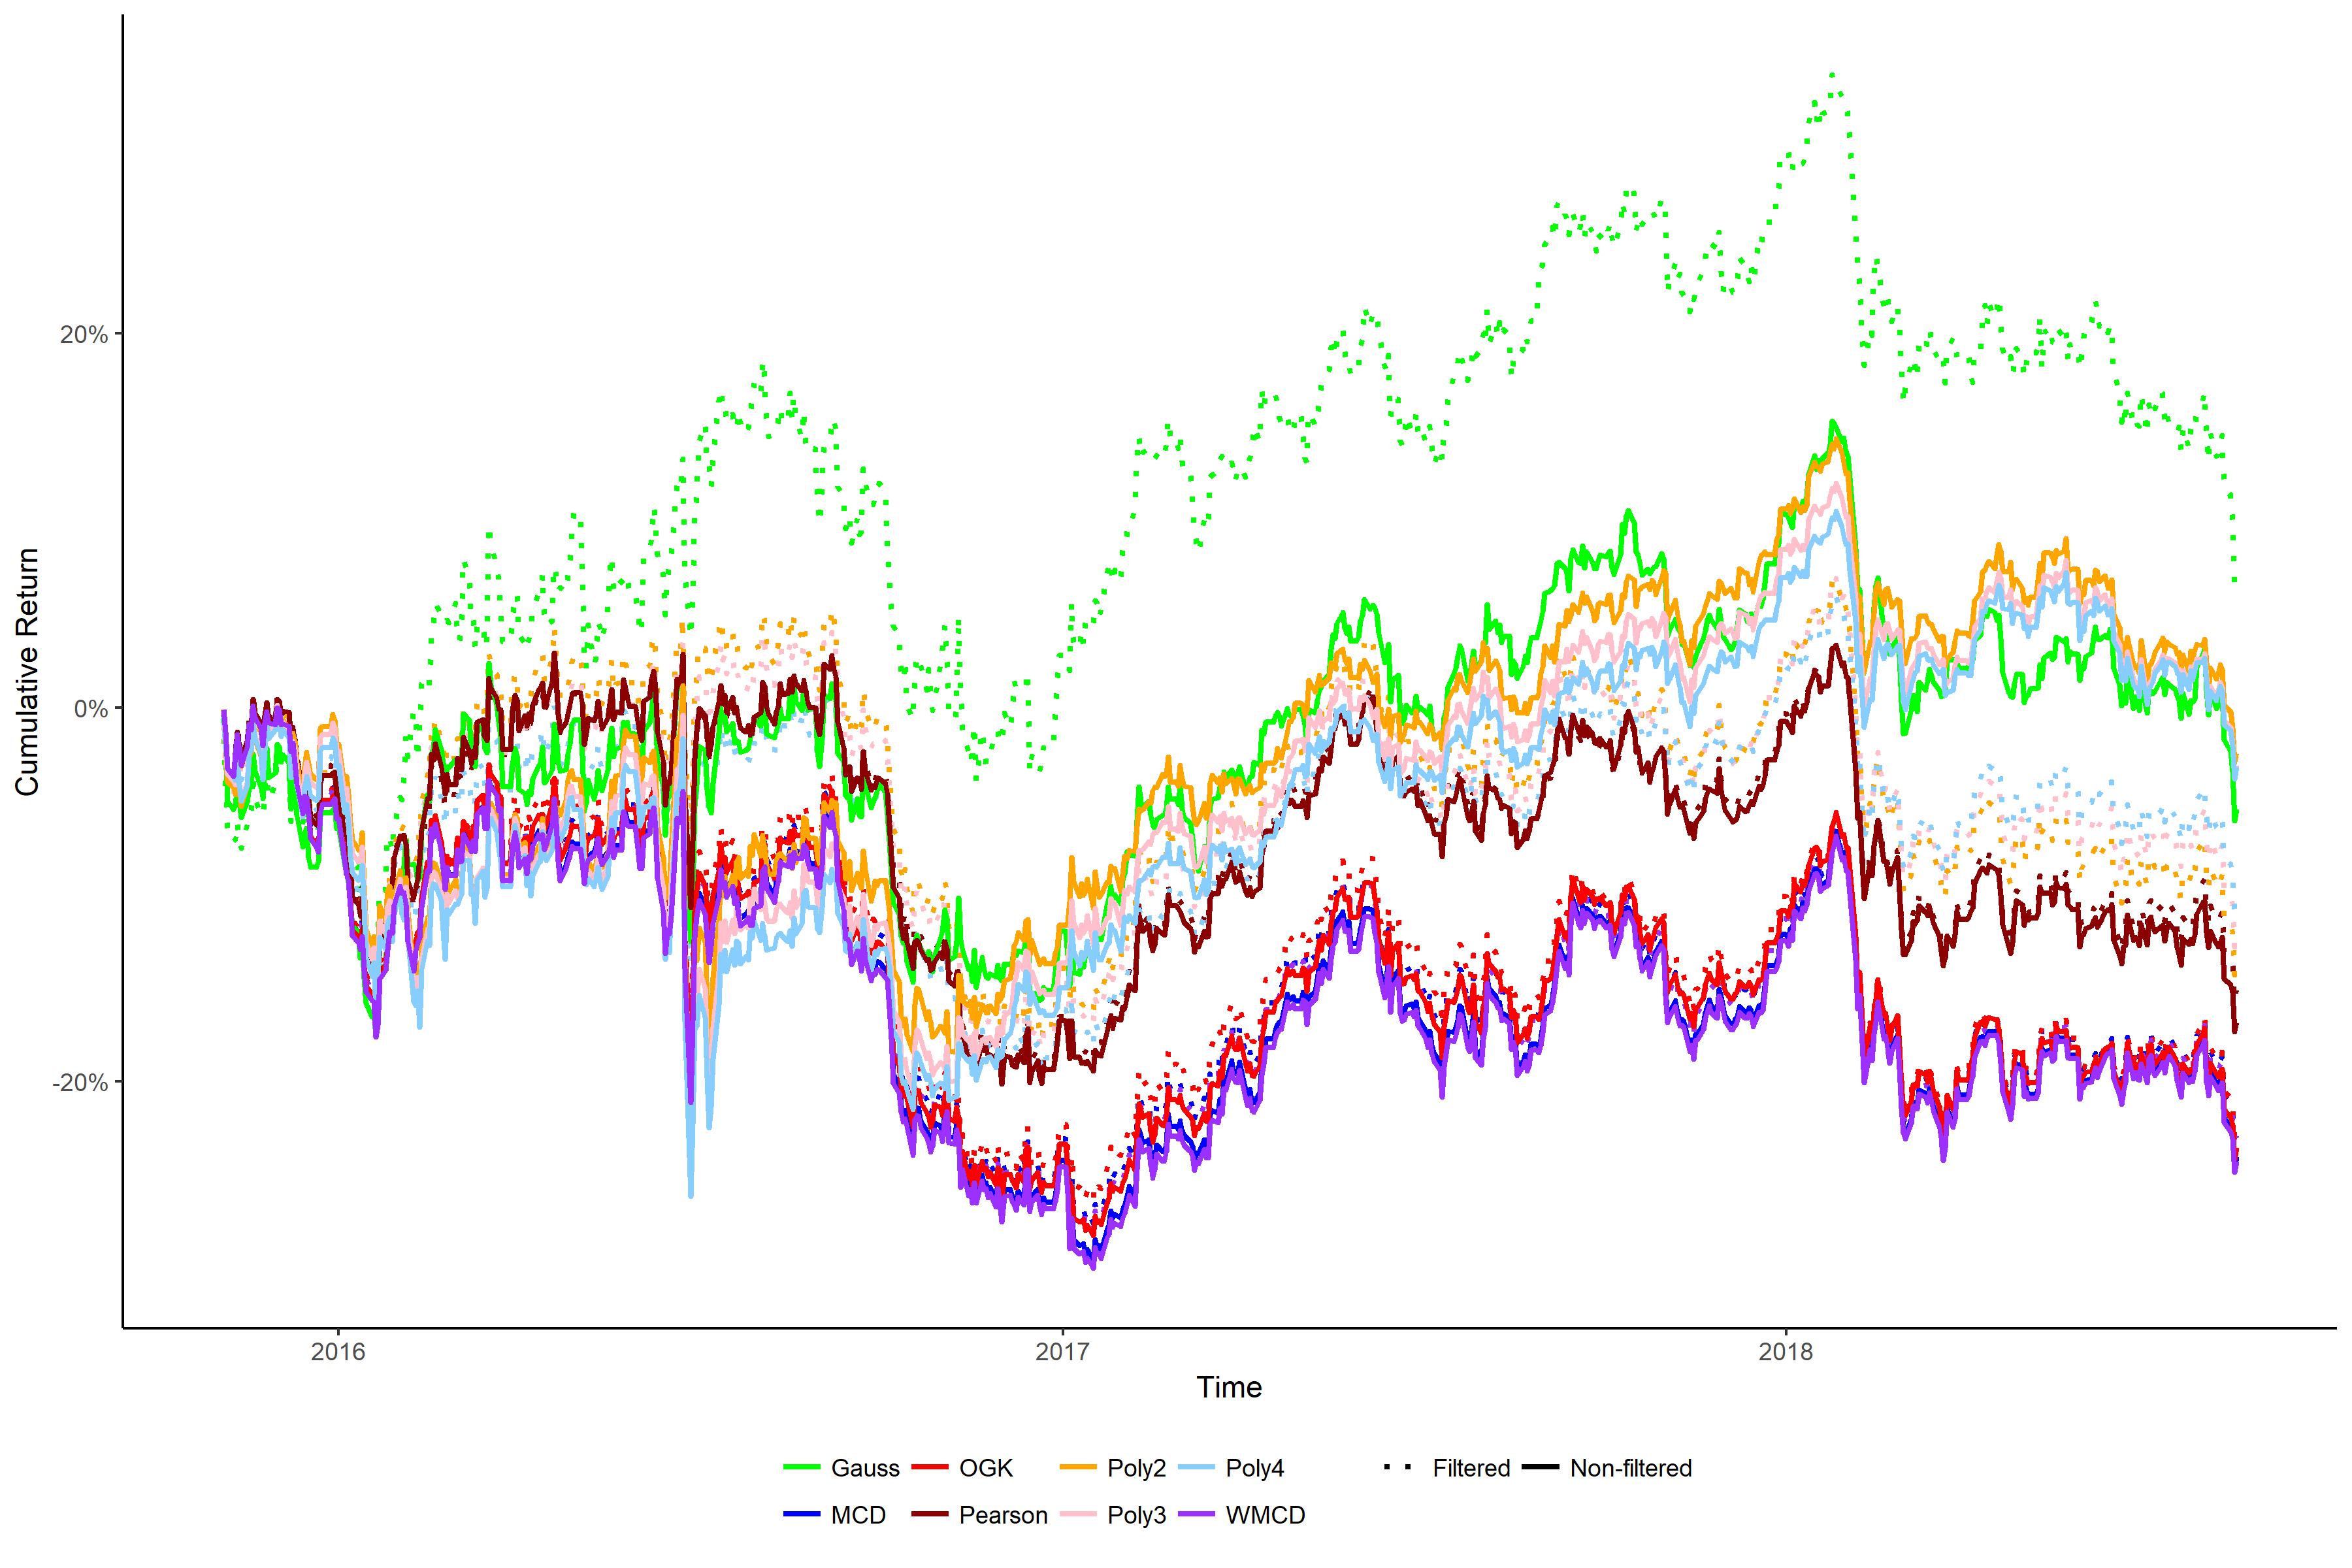 Cumulative Return
20%
0%
-20%
2016 2017 2018
Time
Gauss OGK Poly2 Poly4 Filtered Non-filtered
MCD Pearson Poly3 WMCD